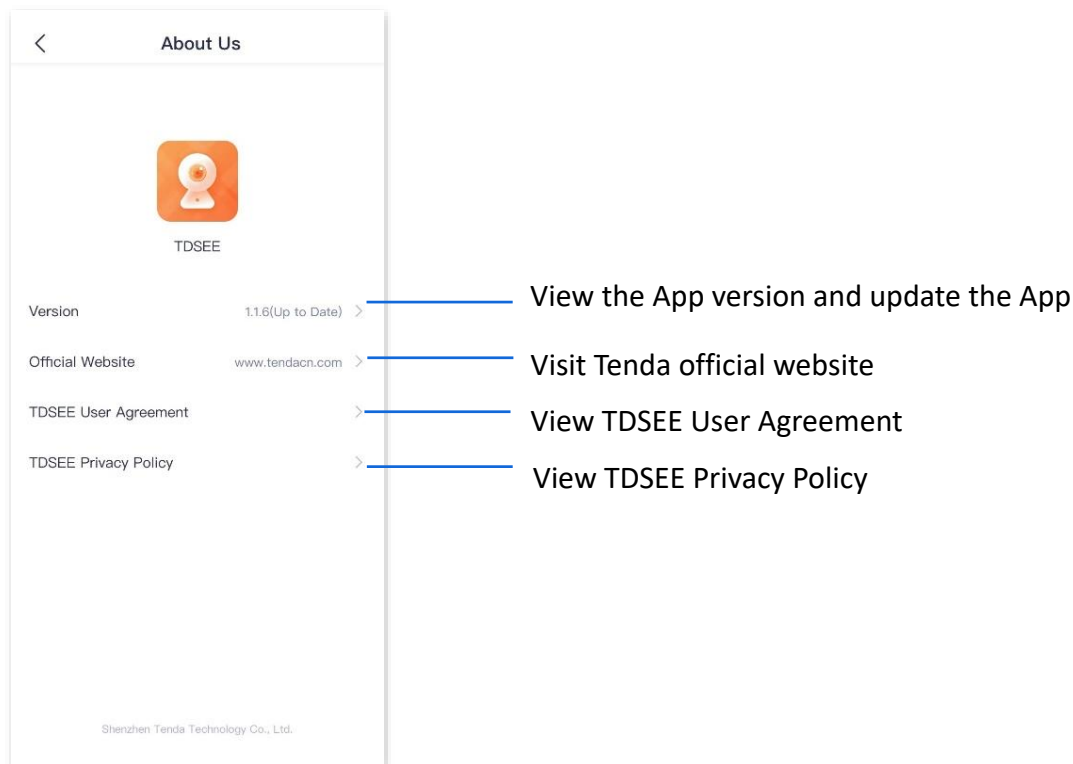 About Us
TDSEE
Version 1.1.6(Up to Date)
View the App version and update the App
Official Website www.tendacn.com
Visit Tenda official website
TDSEE User Agreement
View TDSEE User Agreement
TDSEE Privacy Policy
View TDSEE Privacy Policy
Shenzhen Tenda Technology Co., Ltd.